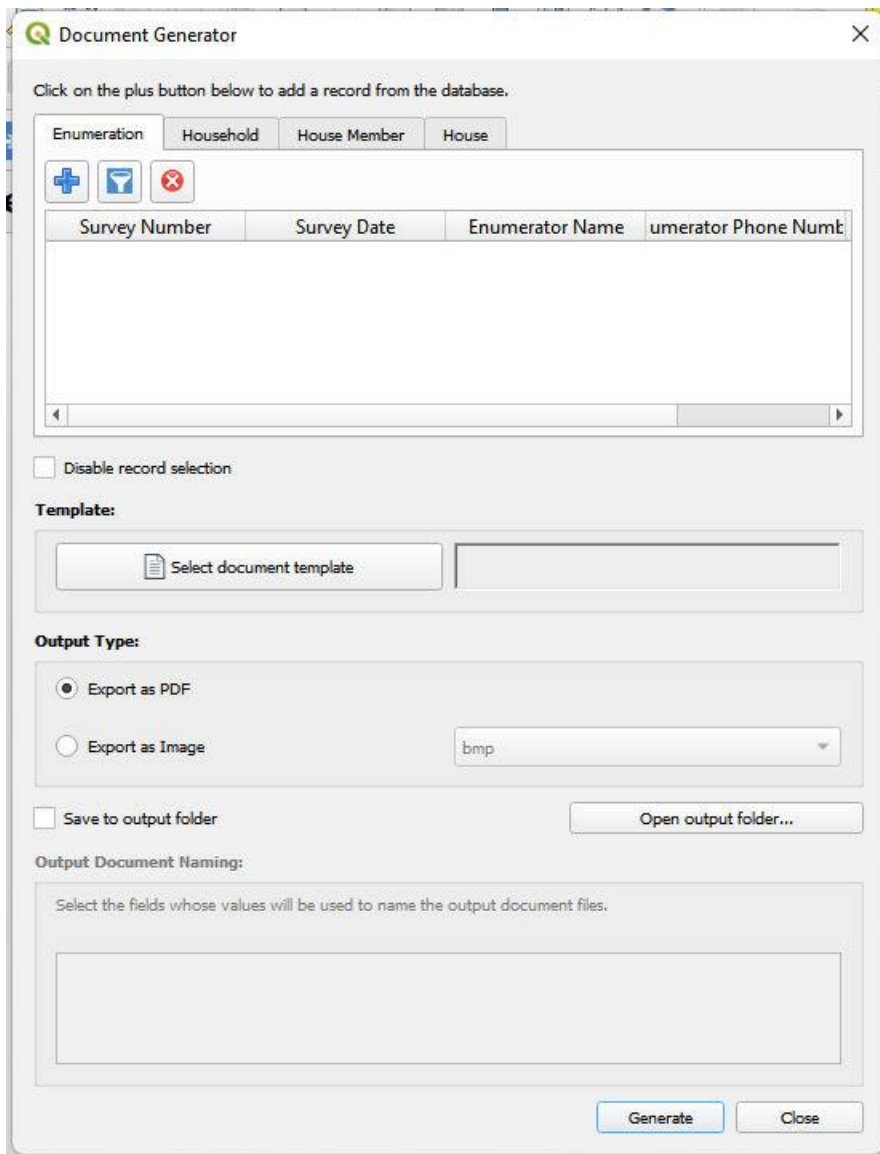 Document Generator
Click on the plus button below to add a record from the database.
Enumeration Household House Member House
Survey Number Survey Date Enumerator Name umerator Phone Numb
Disable record selection
Template:
Select document template
Output Type:
Export as PDF
Export as Image bmp
Save to output folder Open output folder...
Output Document Naming:
Select the fields whose values will be used to name the output document files.
Generate Close